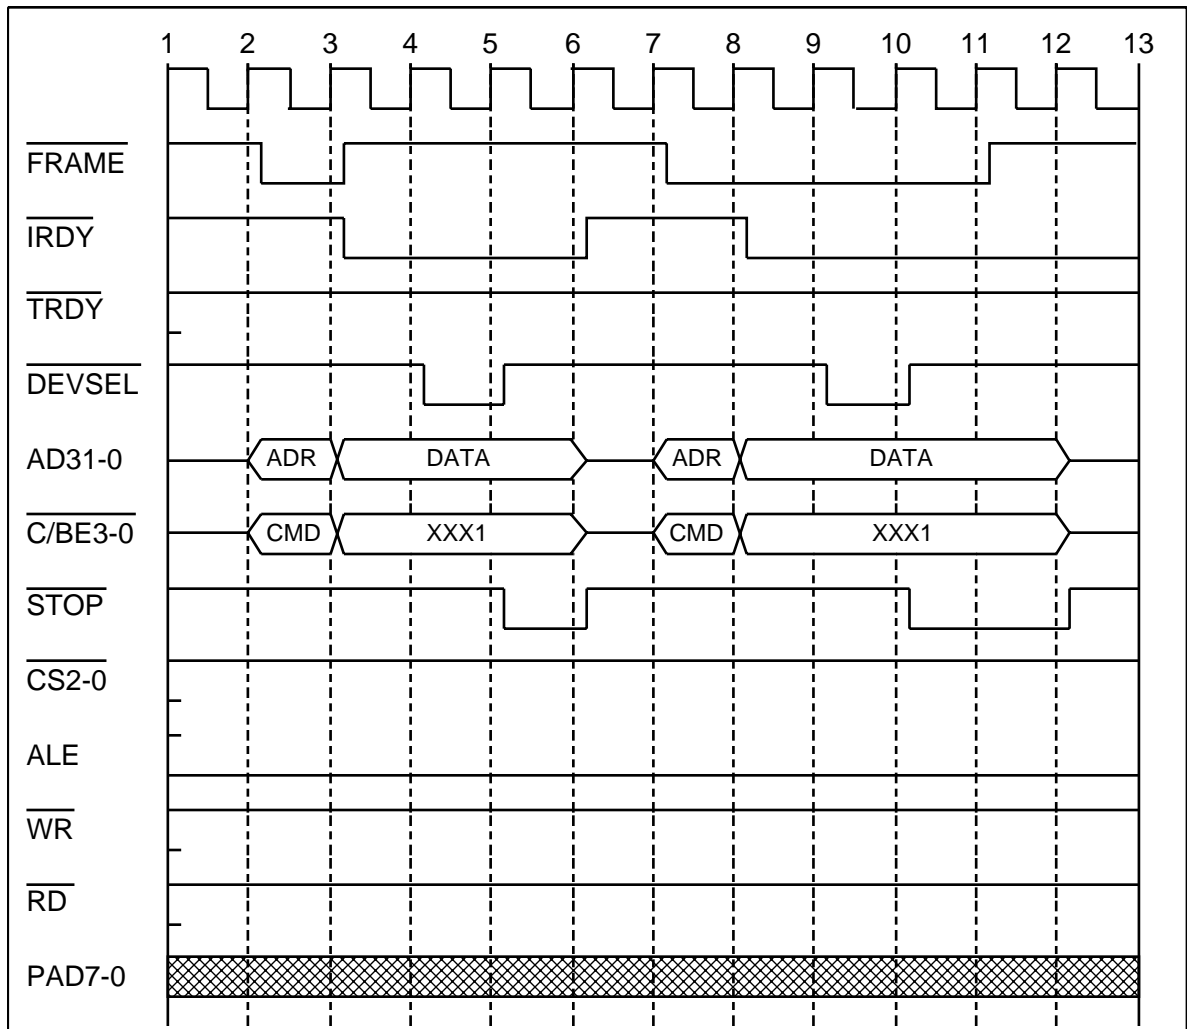 1 2 3 4 5 6 7 8 9 10 11 12 13
FRAME
IRDY
TRDY
DEVSEL
AD31-0 ADR DATA ADR DATA
C/BE3-0 CMD XXX1 CMD XXX1
STOP
CS2-0
ALE
WR
RD
PAD7-0